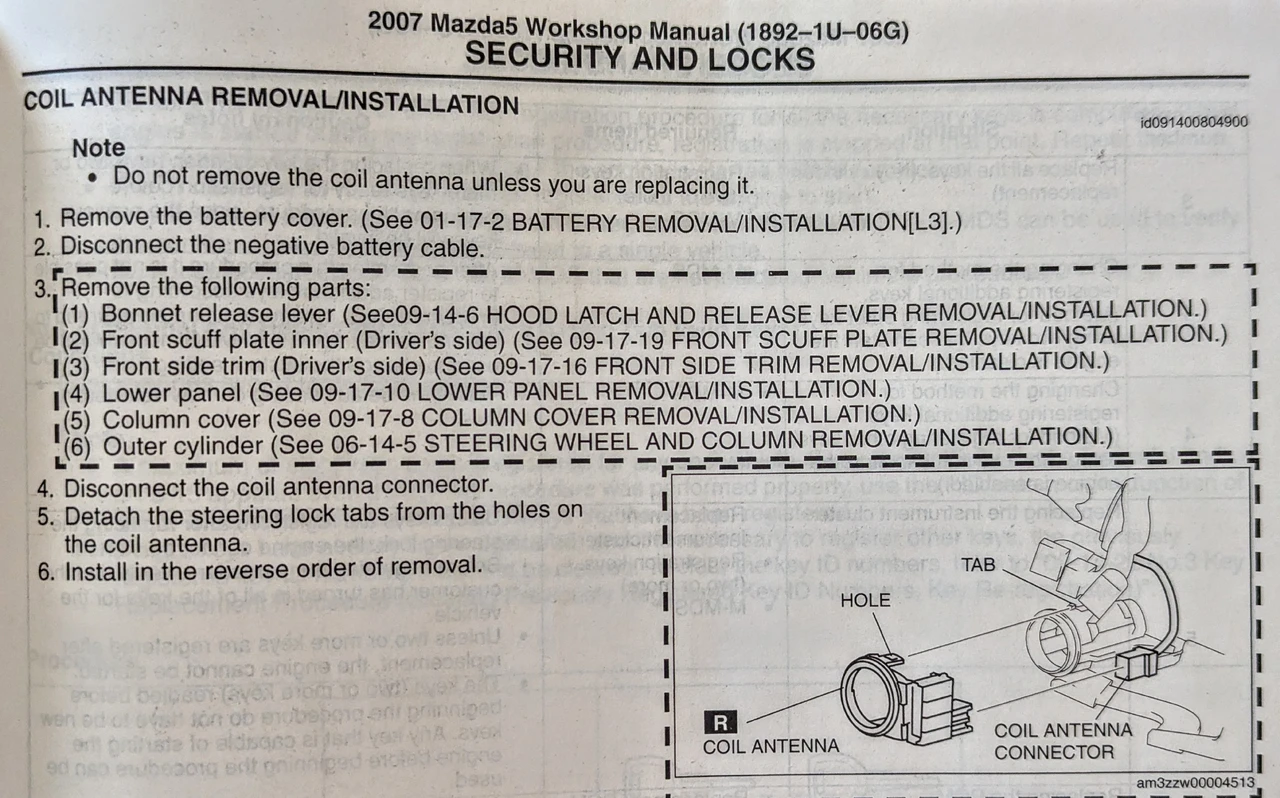 2007 Mazda5 Workshop Manual (1892–1U–06G)
SECURITY AND LOCKS
COIL ANTENNA REMOVAL/INSTALLATION
id091400804900
Note
• Do not remove the coil antenna unless you are replacing it.
1. Remove the battery cover. (See 01-17-2 BATTERY REMOVAL/INSTALLATION[L3].)
2. Disconnect the negative battery cable.
3. Remove the following parts:
(1) Bonnet release lever (See09-14-6 HOOD LATCH AND RELEASE LEVER REMOVAL/INSTALLATION.)
(2) Front scuff plate inner (Driver's side) (See 09-17-19 FRONT SCUFF PLATE REMOVAL/INSTALLATION.)
(3) Front side trim (Driver's side) (See 09-17-16 FRONT SIDE TRIM REMOVAL/INSTALLATION.)
(4) Lower panel (See 09-17-10 LOWER PANEL REMOVAL/INSTALLATION.)
(5) Column cover (See 09-17-8 COLUMN COVER REMOVAL/INSTALLATION.)
(6) Outer cylinder (See 06-14-5 STEERING WHEEL AND COLUMN REMOVAL/INSTALLATION.)
4. Disconnect the coil antenna connector.
5. Detach the steering lock tabs from the holes on
the coil antenna.
6. Install in the reverse order of removal.
TAB
HOLE
R
COIL ANTENNA
COIL ANTENNA
CONNECTOR
am3zzw00004513